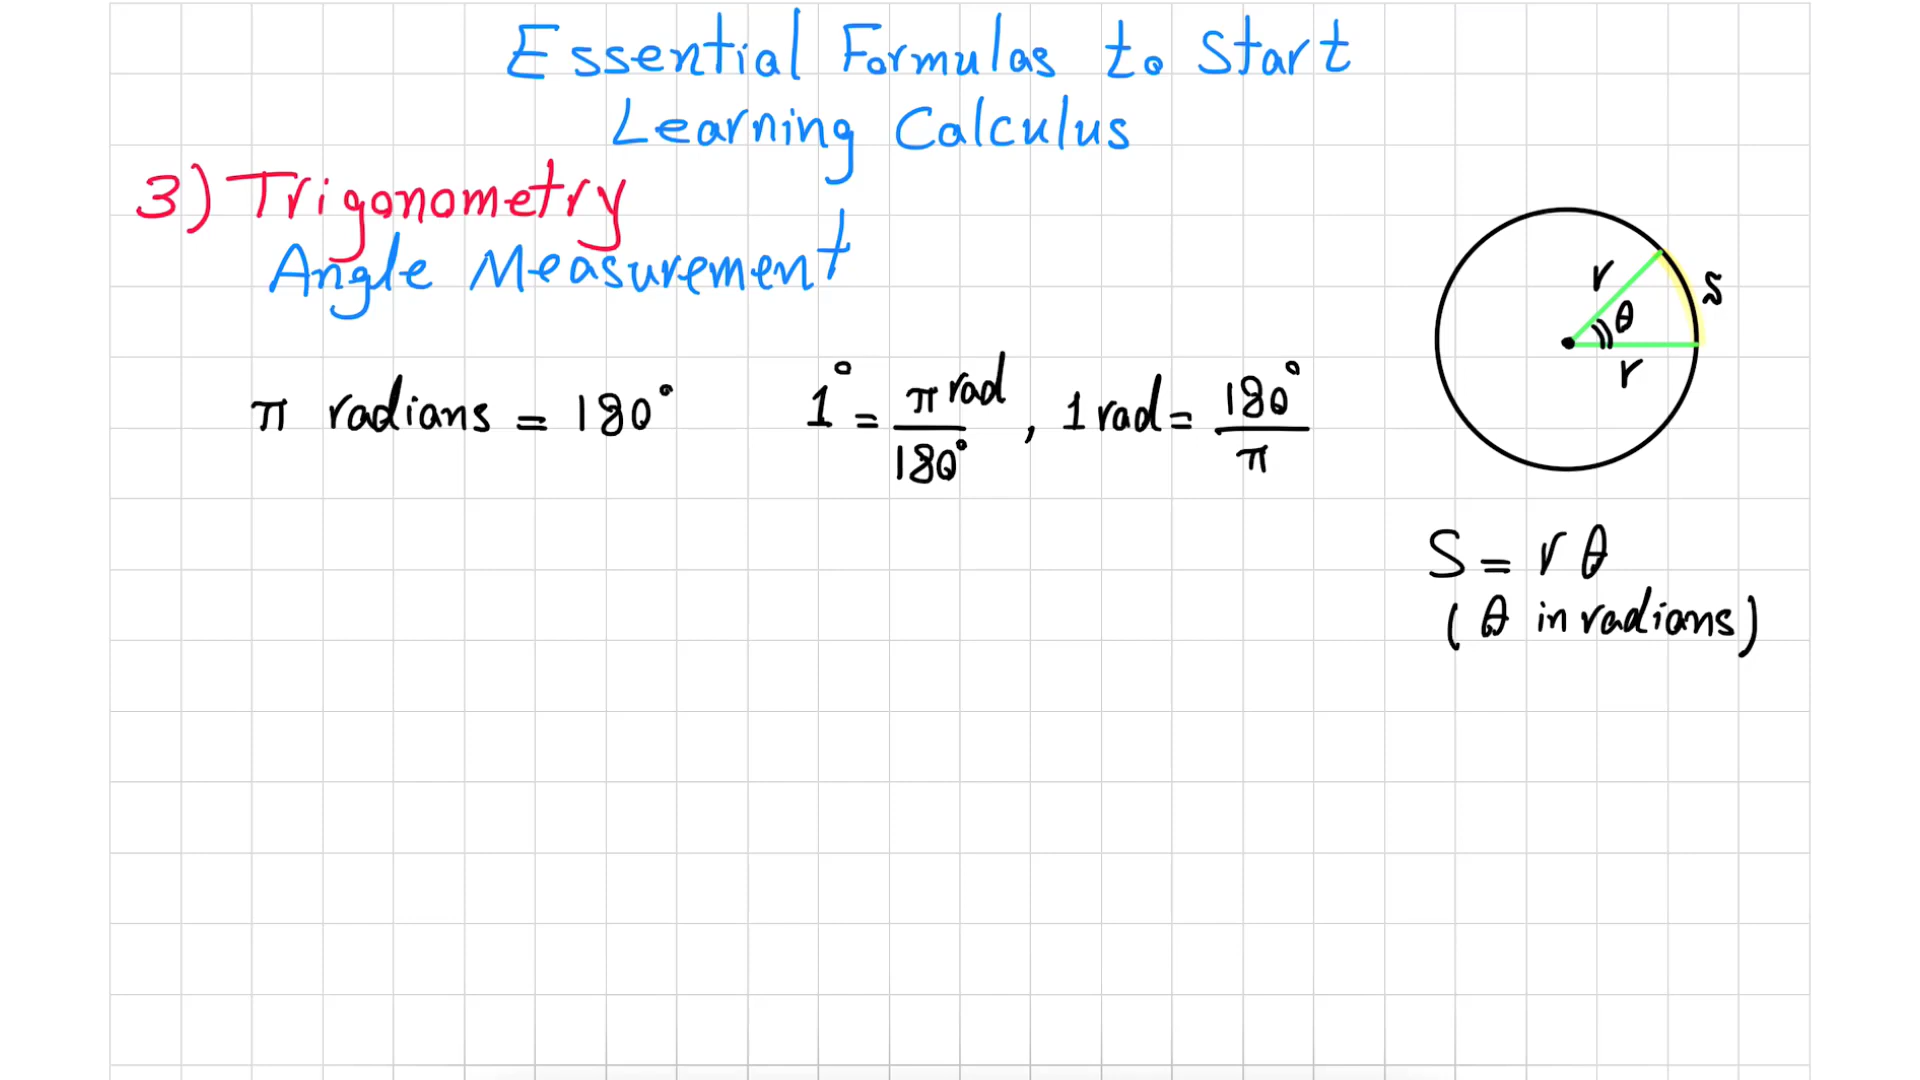 Essential Formulas to Start
Learning Calculus
3) Trigonometry
Angle Measurement
π radians = 180°
1° = π rad / 180° , 1 rad = 180° / π
r
s
θ
r
S = r θ
(θ in radians)